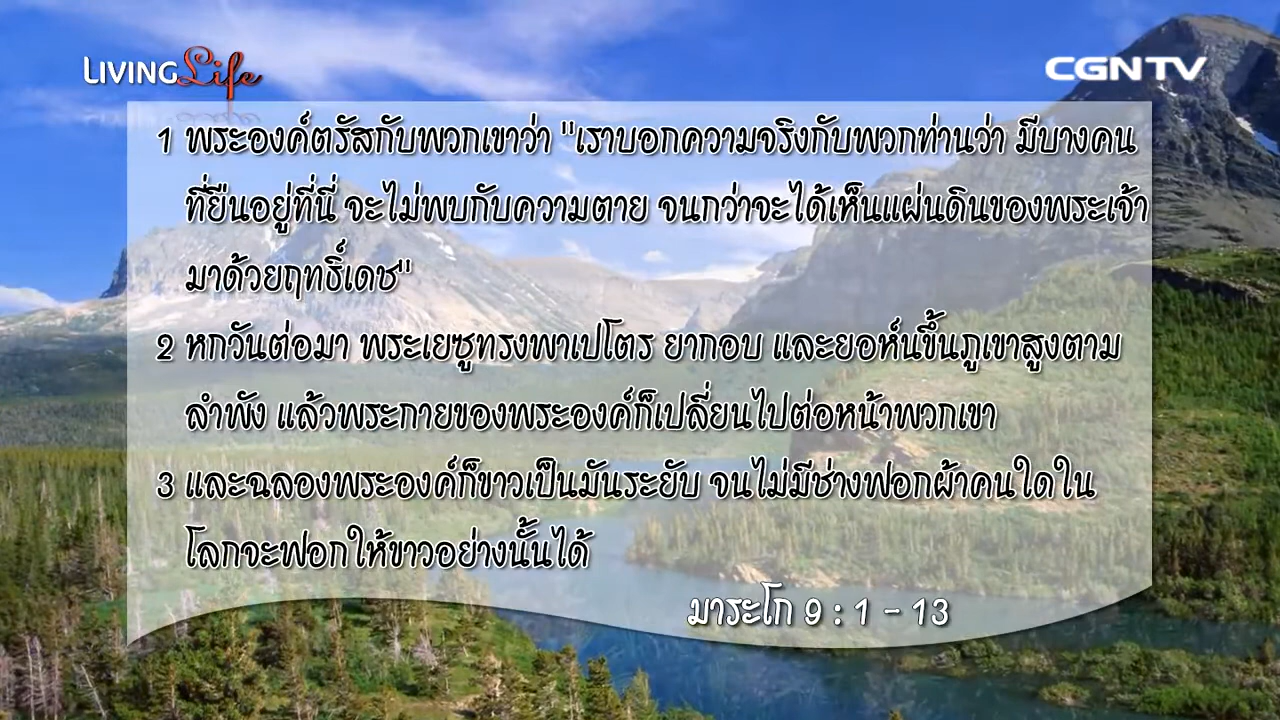 LIVING Life
CGNTV
1 พระองค์ตรัสกับพวกเขาว่า "เราบอกความจริงกับพวกท่านว่า มีบางคน
ที่ยืนอยู่ที่นี่ จะไม่พบกับความตาย จนกว่าจะได้เห็นแผ่นดินของพระเจ้า
มาด้วยฤทธิ์เดช"
2 หกวันต่อมา พระเยซูทรงพาเปโตร ยากอบ และยอห์นขึ้นภูเขาสูงตาม
ลำพัง แล้วพระกายของพระองค์ก็เปลี่ยนไปต่อหน้าพวกเขา
3 และฉลองพระองค์ก็ขาวเป็นมันระยับ จนไม่มีช่างฟอกผ้าคนใดใน
โลกจะฟอกให้ขาวอย่างนั้นได้
มาระโก 9 : 1 - 13